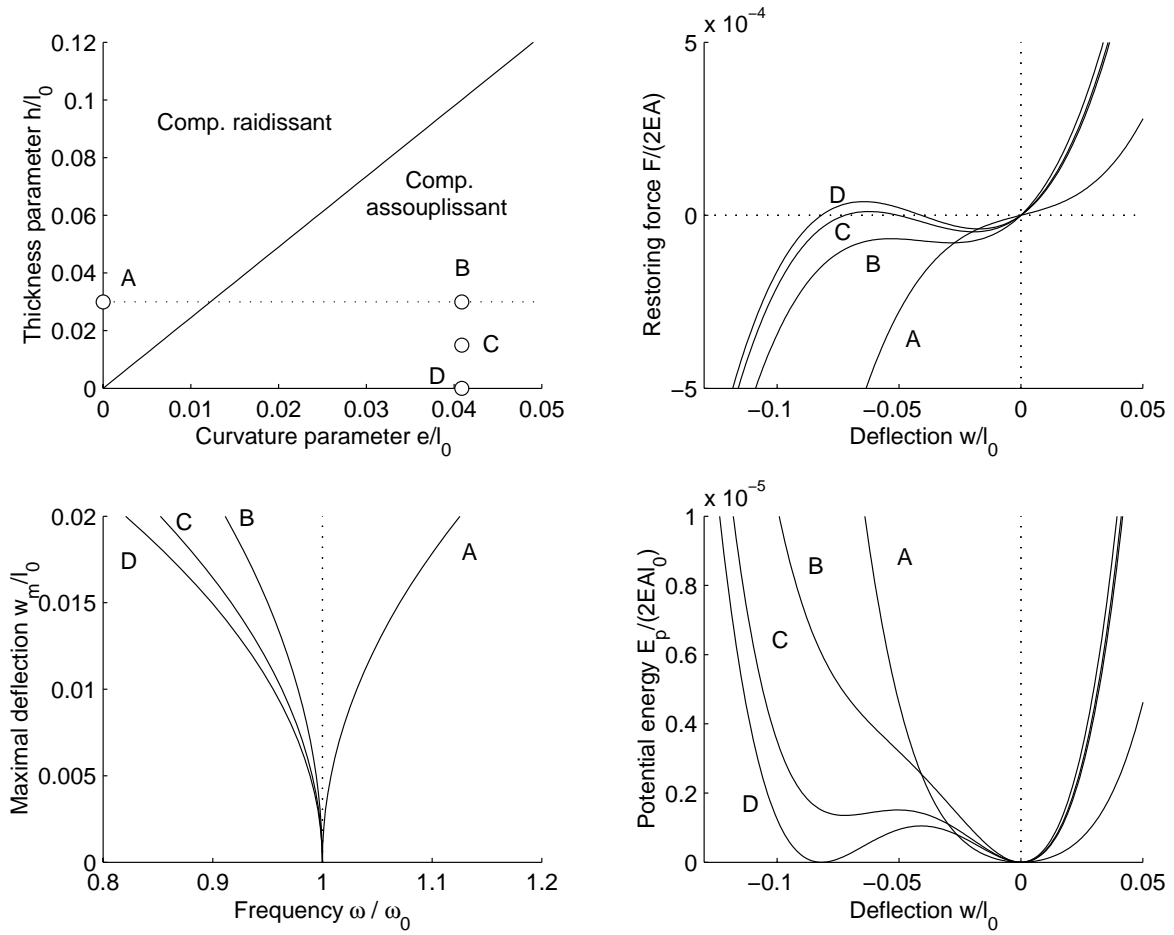 Thickness parameter h/l0
0.12
0.1
0.08
0.06
0.04
0.02
0
Comp. raidissant
Comp.
assouplissant
A
B
C
D
0 0.01 0.02 0.03 0.04 0.05
Curvature parameter e/l0
x 10−4
Restoring force F/(2EA)
5
0
−5
D
C
B
A
−0.1 −0.05 0 0.05
Deflection w/l0
Maximal deflection wm/l0
0.02
0.015
0.01
0.005
0
D
C
B
A
0.8 0.9 1 1.1 1.2
Frequency ω / ω0
x 10−5
Potential energy Ep/(2EAl0)
1
0.8
0.6
0.4
0.2
0
B
A
C
D
−0.1 −0.05 0 0.05
Deflection w/l0